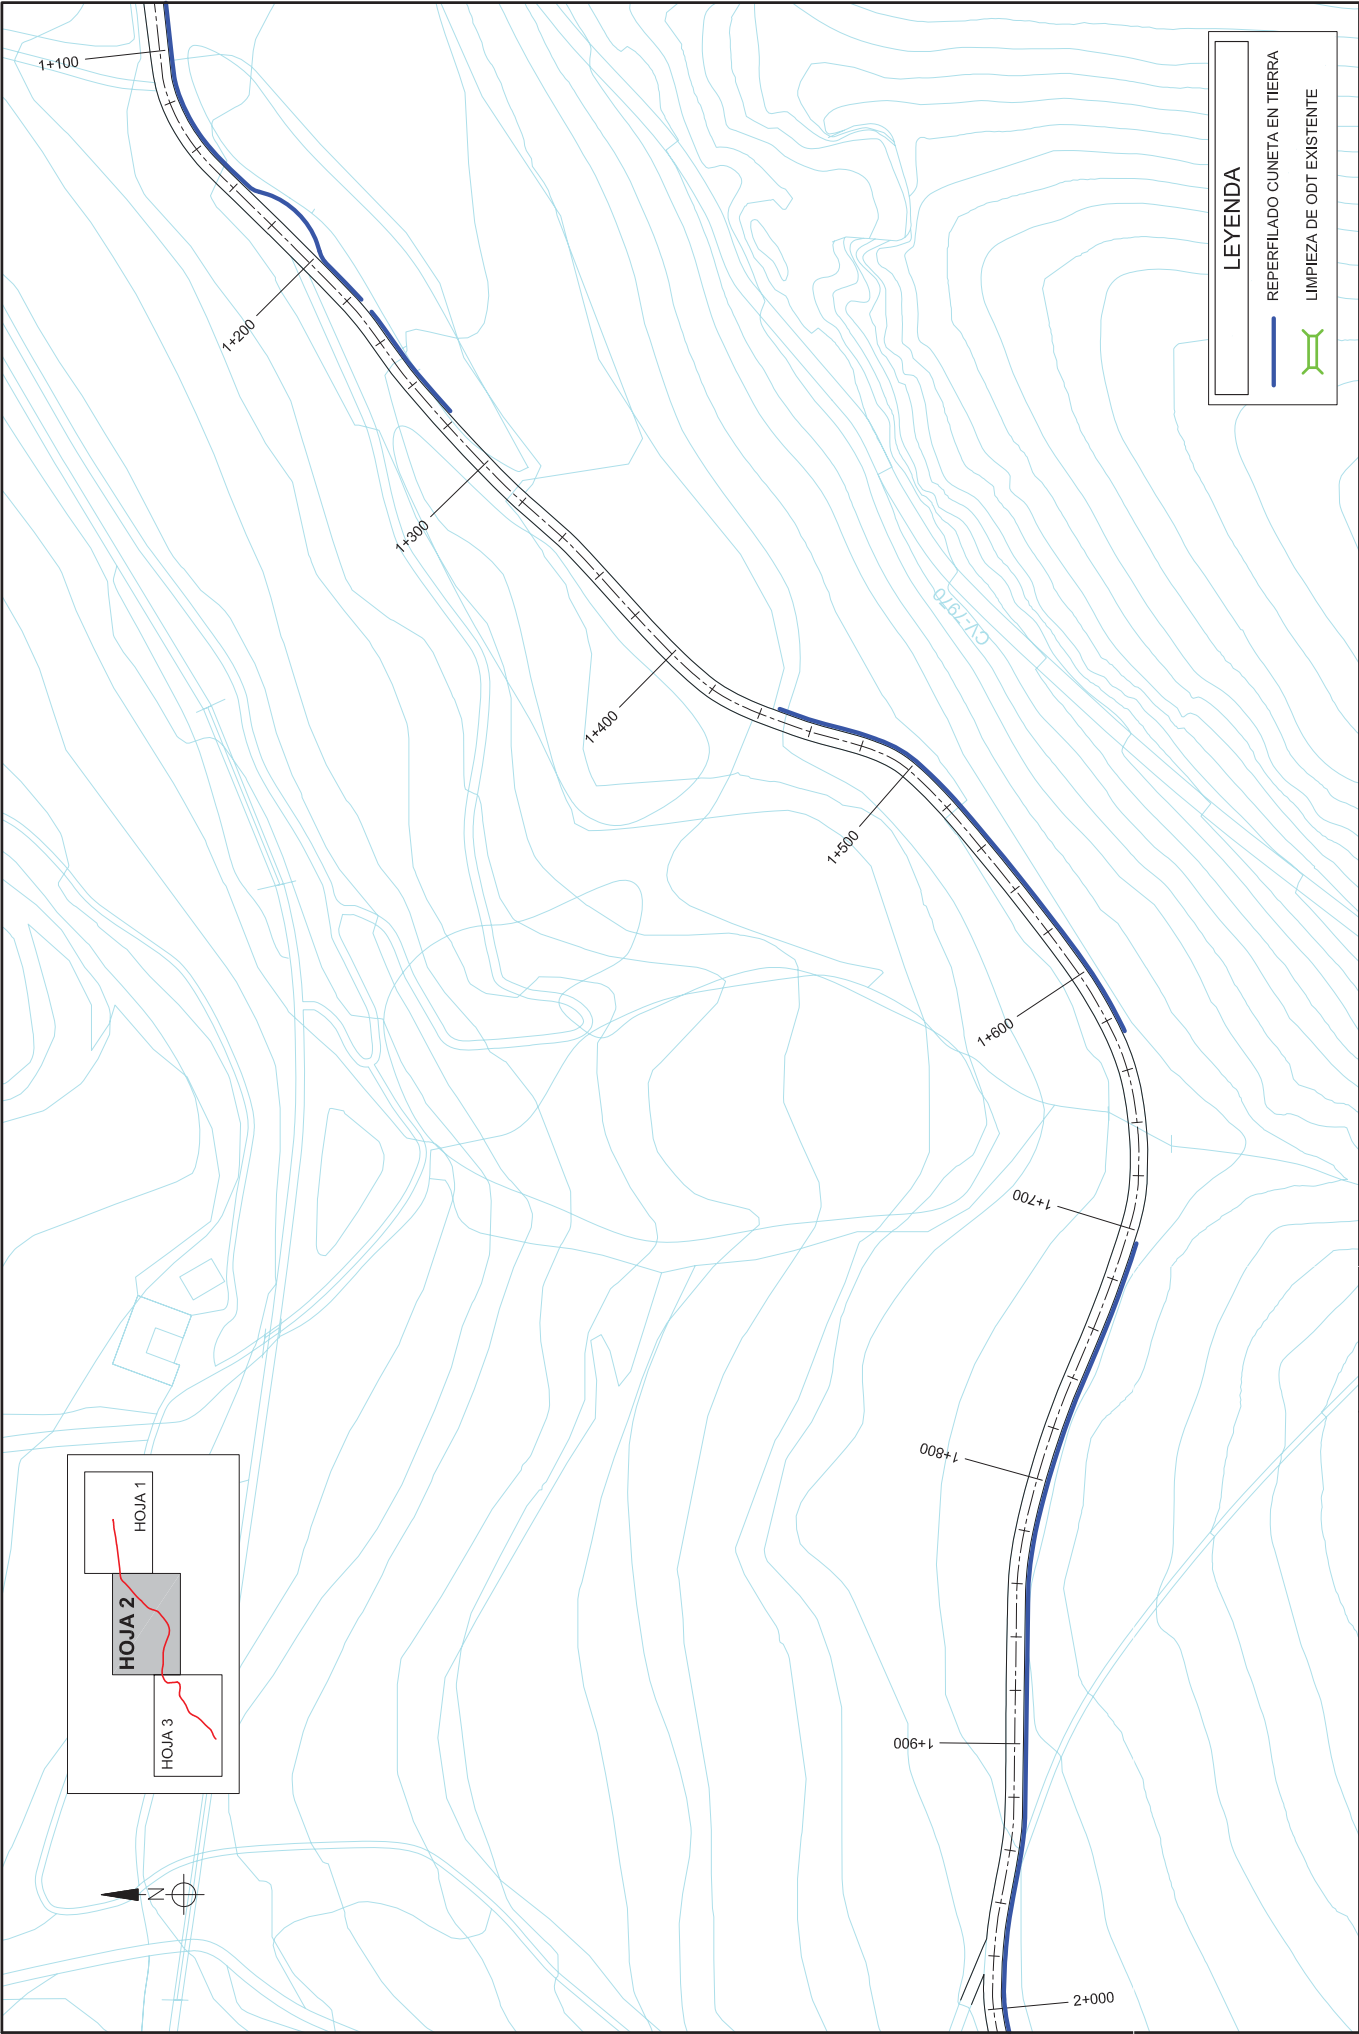 1+100
1+200
1+300
1+400
1+500
1+600
1+700
1+800
1+900
2+000
CV-7970
LEYENDA
REPERFILADO CUNETA EN TIERRA
LIMPIEZA DE ODT EXISTENTE
HOJA 1
HOJA 2
HOJA 3
N